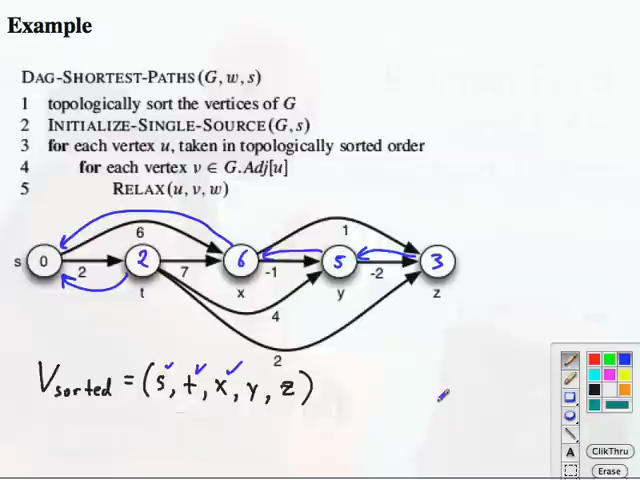 Example
DAG-SHORTEST-PATHS(G, w, s)
1 topologically sort the vertices of G
2 INITIALIZE-SINGLE-SOURCE(G, s)
3 for each vertex u, taken in topologically sorted order
4 for each vertex v ∈ G.Adj[u]
5 RELAX(u, v, w)
6 1
s 0 2 2 7 6 -1 5 -2 3
t x y z
4
2
V sorted = (s, t, x, y, z)
A
ClikThru
Erase